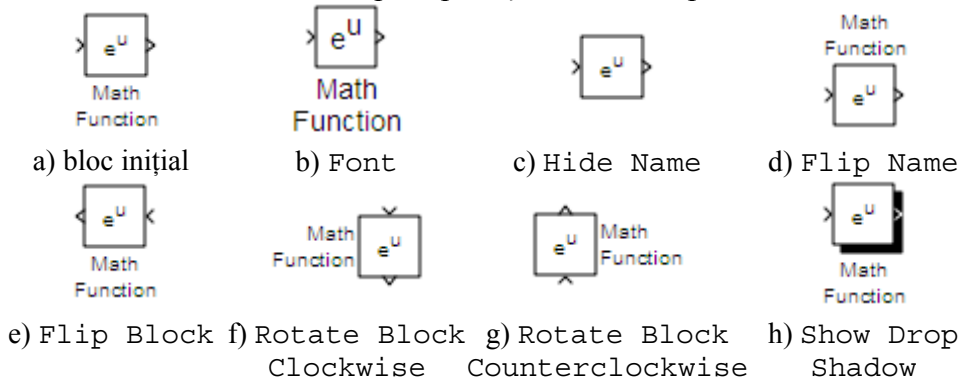 e^u
Math
Function
a) bloc inițial
e^u
Math
Function
b) Font
e^u
c) Hide Name
Math
Function
e^u
d) Flip Name
e^u
Math
Function
e) Flip Block
Math
Function
e^u
f) Rotate Block
Clockwise
e^u
Math
Function
g) Rotate Block
Counterclockwise
e^u
Math
Function
h) Show Drop
Shadow